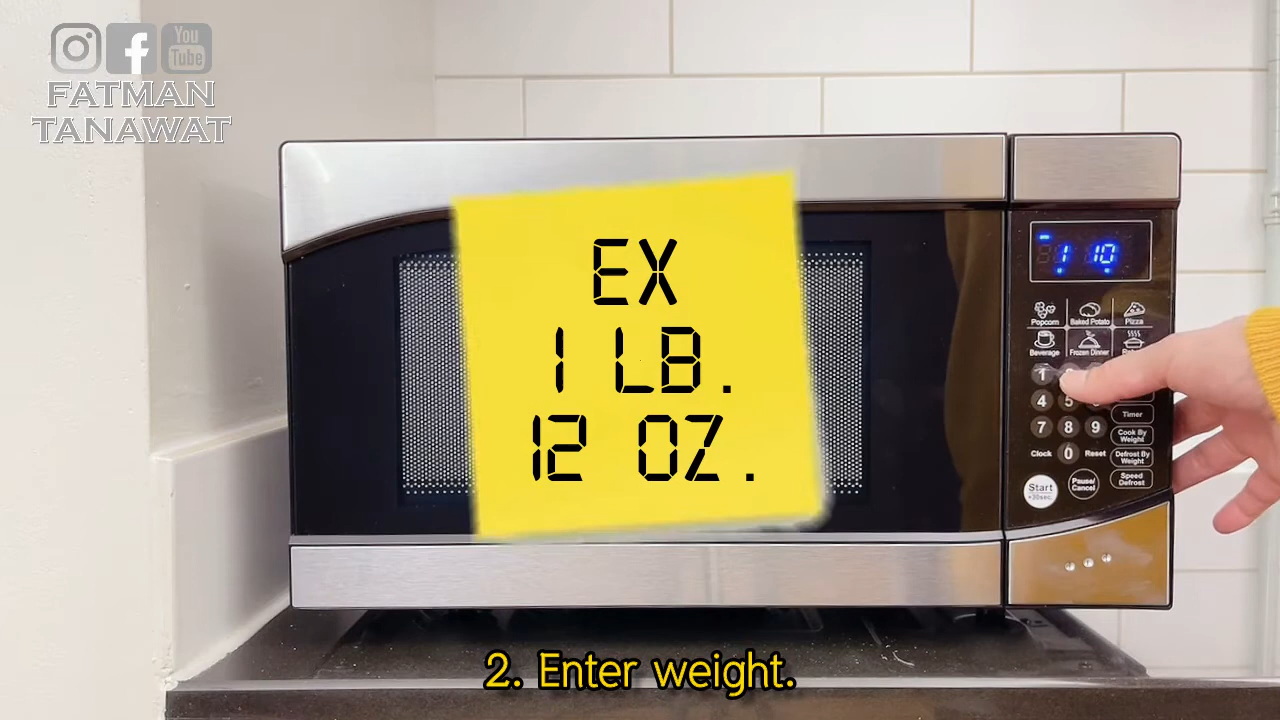 You
Tube
FATMAN
TANAWAT
EX
1 LB.
12 OZ.
1 10
Popcorn
Baked Potato
Pizza
Beverage
Frozen Dinner
1
4 5
7 8 9
Clock 0 Reset
Timer
Cook By
Weight
Defrost By
Weight
Speed
Defrost
Start
+30sec.
Pause/
Cancel
2. Enter weight.